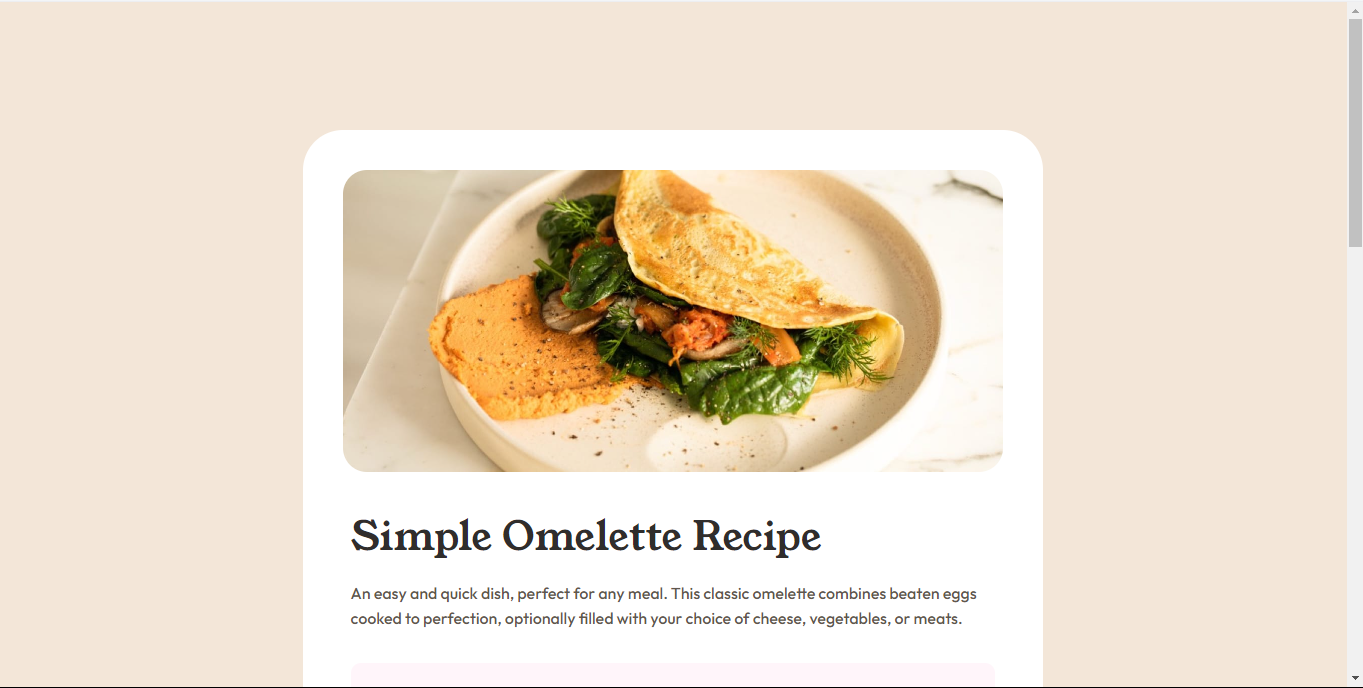 Simple Omelette Recipe
An easy and quick dish, perfect for any meal. This classic omelette combines beaten eggs
cooked to perfection, optionally filled with your choice of cheese, vegetables, or meats.